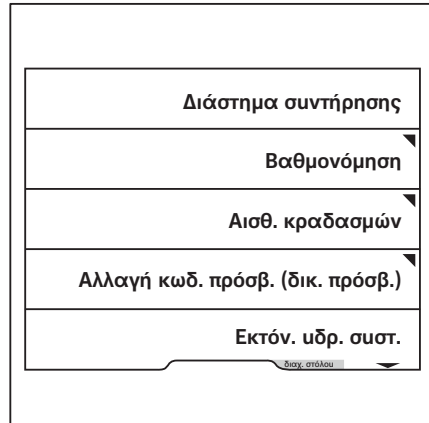 Διάστημα συντήρησης
Βαθμονόμηση
Αισθ. κραδασμών
Αλλαγή κωδ. πρόσβ. (δικ. πρόσβ.)
Εκτόν. υδρ. συστ.
διαχ. στόλου